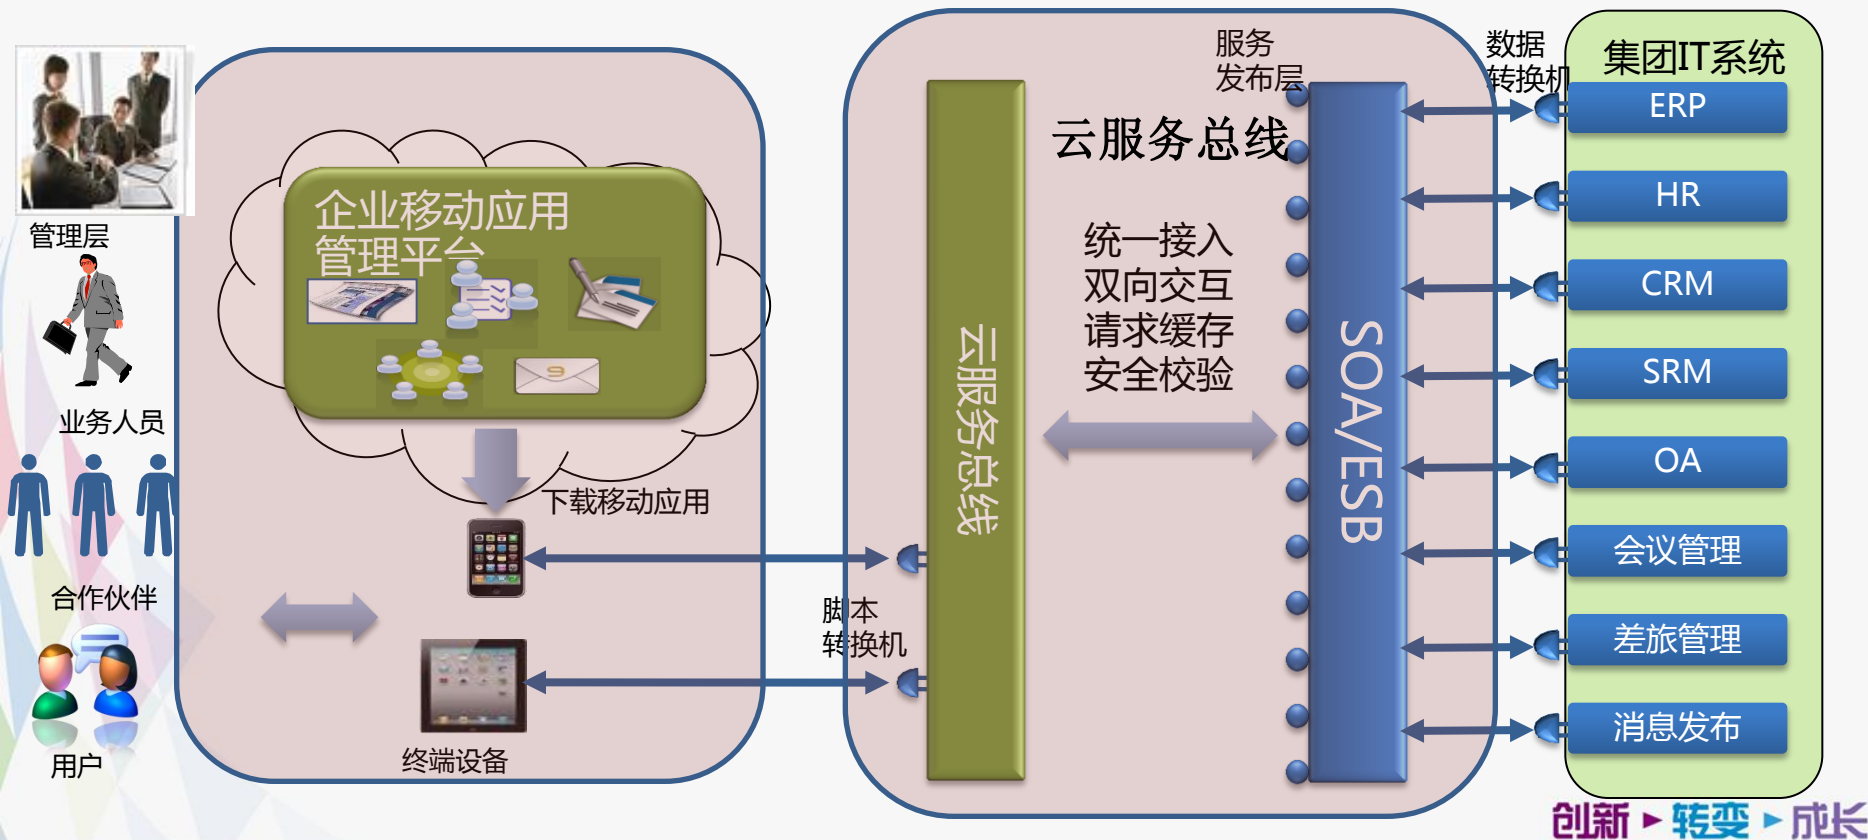 管理层
业务人员
合作伙伴
用户
企业移动应用
管理平台
下载移动应用
终端设备
脚本
转换机
云服务总线
云服务总线
统一接入
双向交互
请求缓存
安全校验
服务
发布层
SOA/ESB
数据
转换机
集团IT系统
ERP
HR
CRM
SRM
OA
会议管理
差旅管理
消息发布
创新 ► 转变 ► 成长